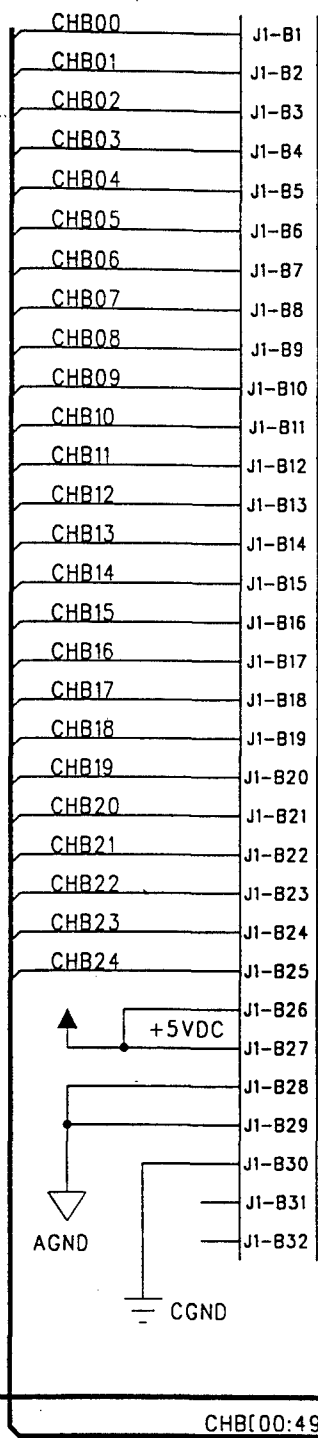 CHB00 J1-B1
CHB01 J1-B2
CHB02 J1-B3
CHB03 J1-B4
CHB04 J1-B5
CHB05 J1-B6
CHB06 J1-B7
CHB07 J1-B8
CHB08 J1-B9
CHB09 J1-B10
CHB10 J1-B11
CHB11 J1-B12
CHB12 J1-B13
CHB13 J1-B14
CHB14 J1-B15
CHB15 J1-B16
CHB16 J1-B17
CHB17 J1-B18
CHB18 J1-B19
CHB19 J1-B20
CHB20 J1-B21
CHB21 J1-B22
CHB22 J1-B23
CHB23 J1-B24
CHB24 J1-B25
J1-B26
+5VDC J1-B27
J1-B28
J1-B29
J1-B30
J1-B31
AGND J1-B32
CGND
CHB[00:49